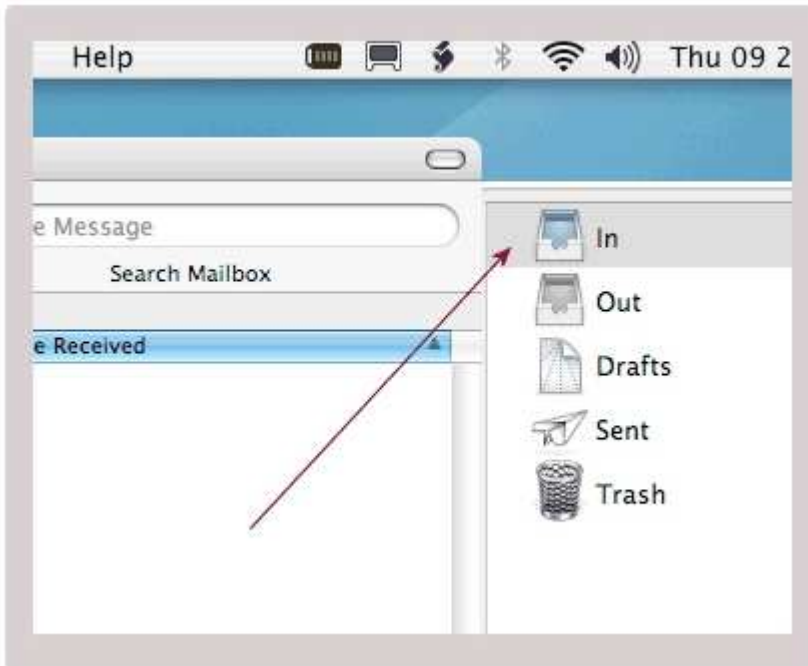 Help
Thu 09 2
e Message
Search Mailbox
e Received
In
Out
Drafts
Sent
Trash